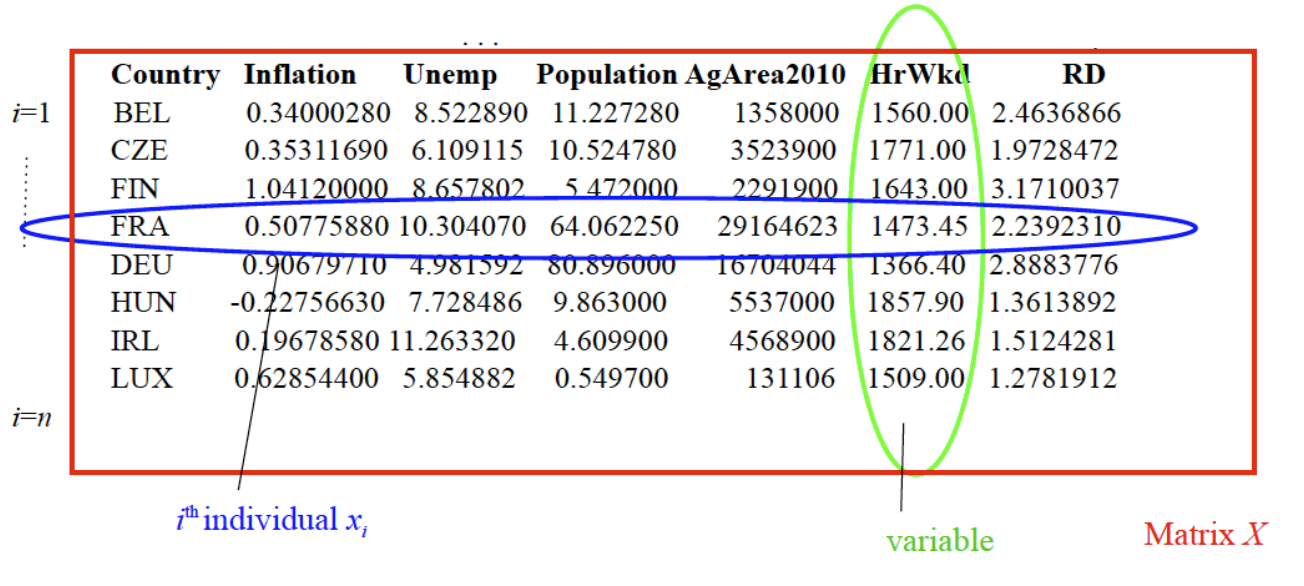 . . .
Country Inflation Unemp Population AgArea2010 HrWkd RD
i=1 BEL 0.34000280 8.522890 11.227280 1358000 1560.00 2.4636866
CZE 0.35311690 6.109115 10.524780 3523900 1771.00 1.9728472
FIN 1.04120000 8.657802 5.472000 2291900 1643.00 3.1710037
FRA 0.50775880 10.304070 64.062250 29164623 1473.45 2.2392310
DEU 0.90679710 4.981592 80.896000 16704044 1366.40 2.8883776
HUN -0.22756630 7.728486 9.863000 5537000 1857.90 1.3613892
IRL 0.19678580 11.263320 4.609900 4568900 1821.26 1.5124281
LUX 0.62854400 5.854882 0.549700 131106 1509.00 1.2781912
i=n
ith individual xi
variable
Matrix X